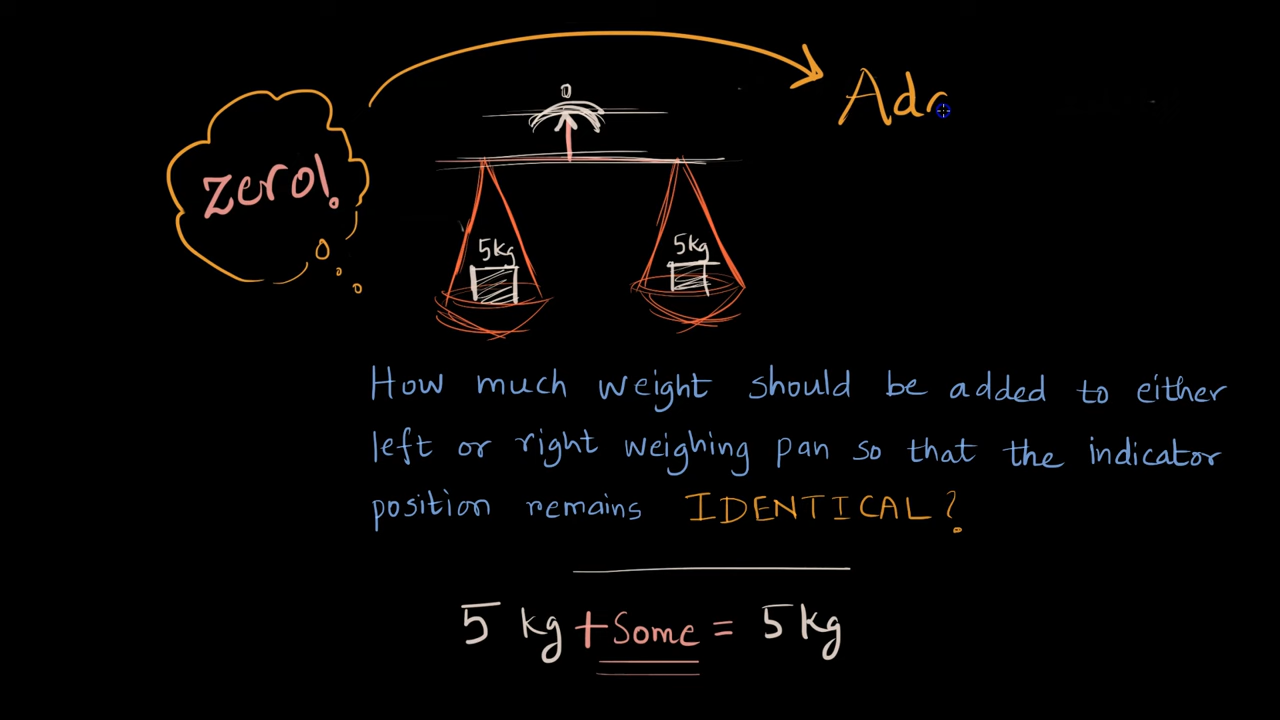 0
Ad
zero!
5kg
5kg
How much weight should be added to either
left or right weighing pan so that the indicator
position remains IDENTICAL?
5 kg + Some = 5 kg